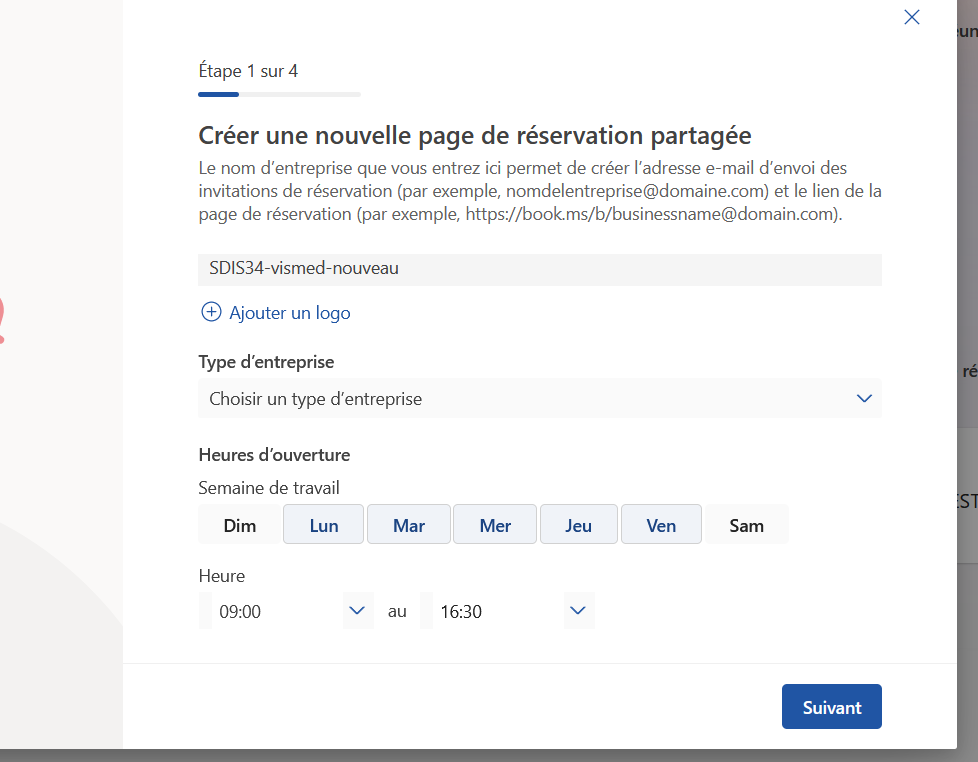 Étape 1 sur 4
Créer une nouvelle page de réservation partagée
Le nom d’entreprise que vous entrez ici permet de créer l’adresse e-mail d’envoi des
invitations de réservation (par exemple, nomdelentreprise@domaine.com) et le lien de la
page de réservation (par exemple, https://book.ms/b/businessname@domain.com).
SDIS34-vismed-nouveau
Ajouter un logo
Type d’entreprise
Choisir un type d’entreprise
Heures d’ouverture
Semaine de travail
Dim Lun Mar Mer Jeu Ven Sam
Heure
09:00 au 16:30
Suivant